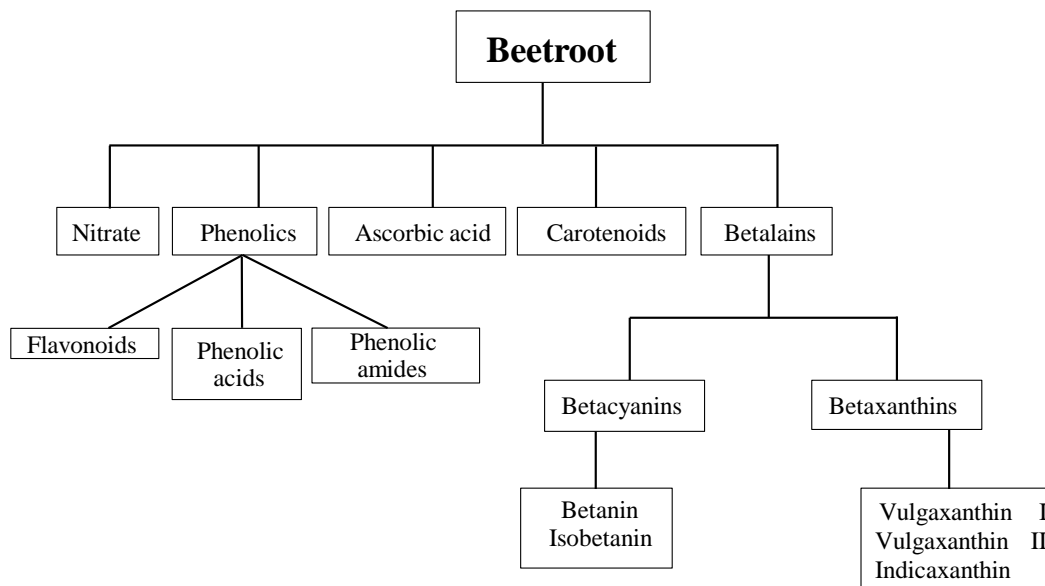 Beetroot
Nitrate
Phenolics
Ascorbic acid
Carotenoids
Betalains
Flavonoids
Phenolic
acids
Phenolic
amides
Betacyanins
Betaxanthins
Betanin
Isobetanin
Vulgaxanthin I
Vulgaxanthin II
Indicaxanthin